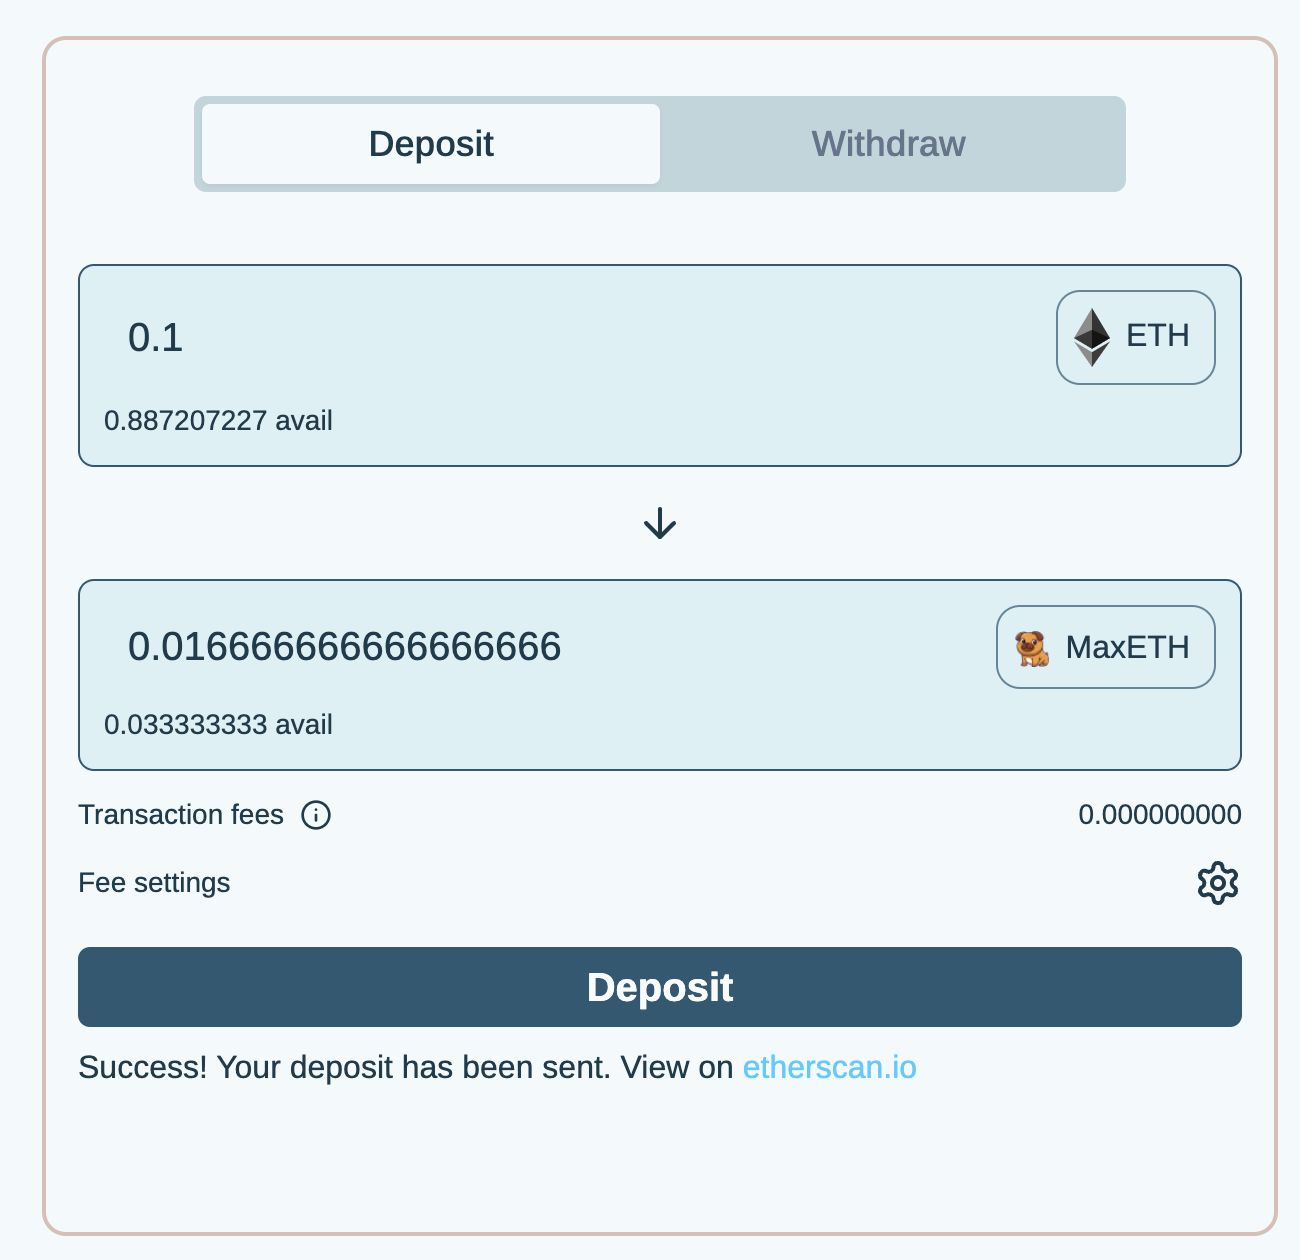 Deposit
Withdraw
0.1
ETH
0.887207227 avail
0.016666666666666666
MaxETH
0.033333333 avail
Transaction fees
0.000000000
Fee settings
Deposit
Success! Your deposit has been sent. View on etherscan.io